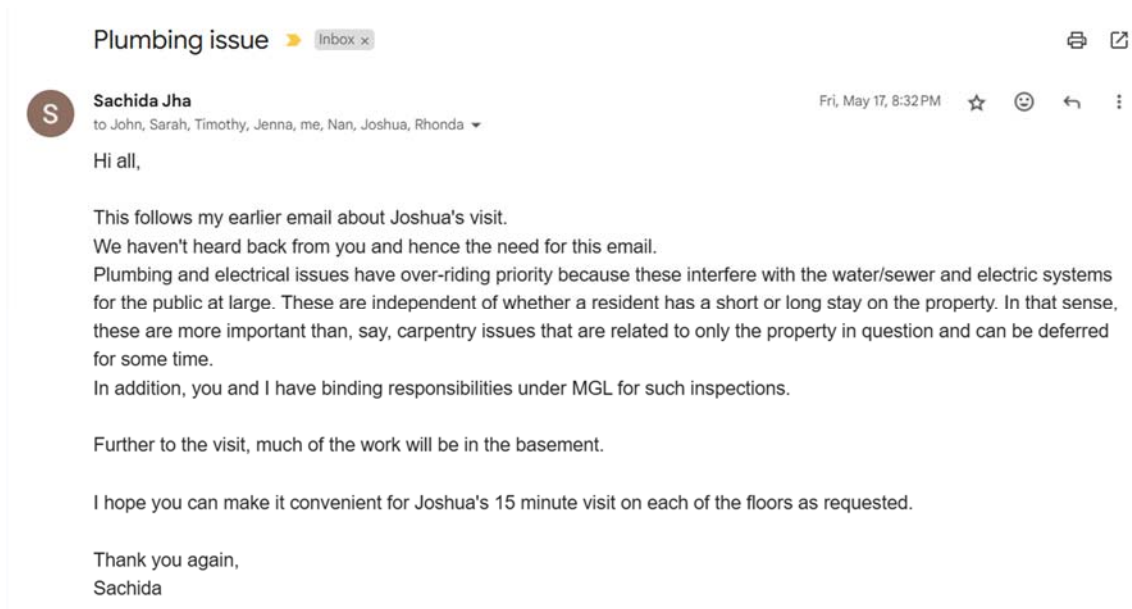 Plumbing issue Inbox x
Sachida Jha Fri, May 17, 8:32 PM
S
to John, Sarah, Timothy, Jenna, me, Nan, Joshua, Rhonda
Hi all,
This follows my earlier email about Joshua's visit.
We haven't heard back from you and hence the need for this email.
Plumbing and electrical issues have over-riding priority because these interfere with the water/sewer and electric systems
for the public at large. These are independent of whether a resident has a short or long stay on the property. In that sense,
these are more important than, say, carpentry issues that are related to only the property in question and can be deferred
for some time.
In addition, you and I have binding responsibilities under MGL for such inspections.
Further to the visit, much of the work will be in the basement.
I hope you can make it convenient for Joshua's 15 minute visit on each of the floors as requested.
Thank you again,
Sachida